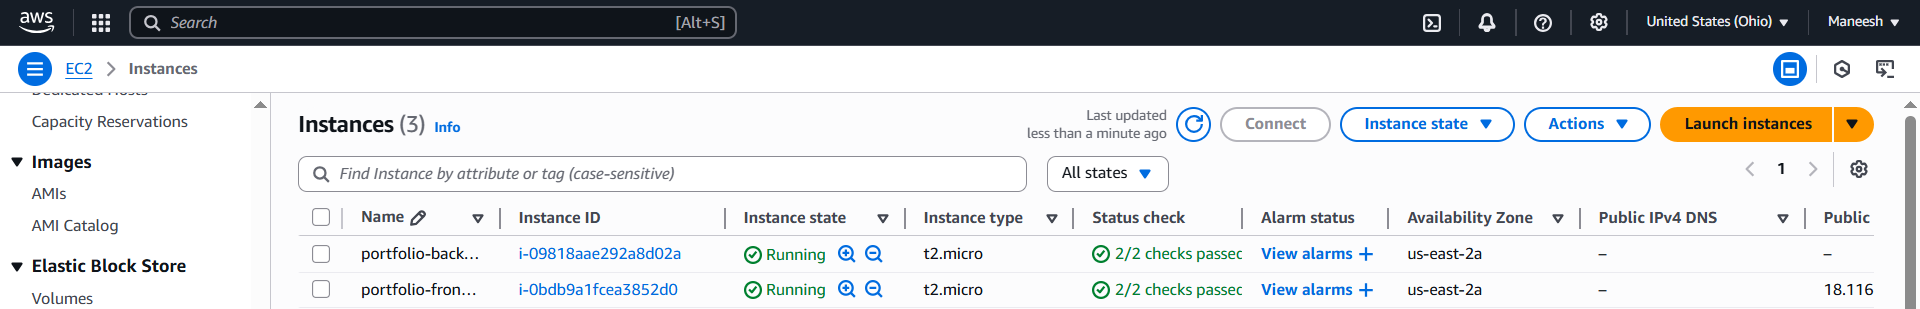 aws
Search [Alt+S]
United States (Ohio)
Maneesh
EC2 > Instances
Dedicated Hosts
Capacity Reservations
Images
AMIs
AMI Catalog
Elastic Block Store
Volumes
Instances (3) Info
Last updated
less than a minute ago
Connect
Instance state
Actions
Launch instances
Find Instance by attribute or tag (case-sensitive)
All states
1
Name Instance ID Instance state Instance type Status check Alarm status Availability Zone Public IPv4 DNS Public
portfolio-back... i-09818aae292a8d02a Running t2.micro 2/2 checks passed View alarms + us-east-2a – –
portfolio-fron... i-0bdb9a1fcea3852d0 Running t2.micro 2/2 checks passed View alarms + us-east-2a – 18.116